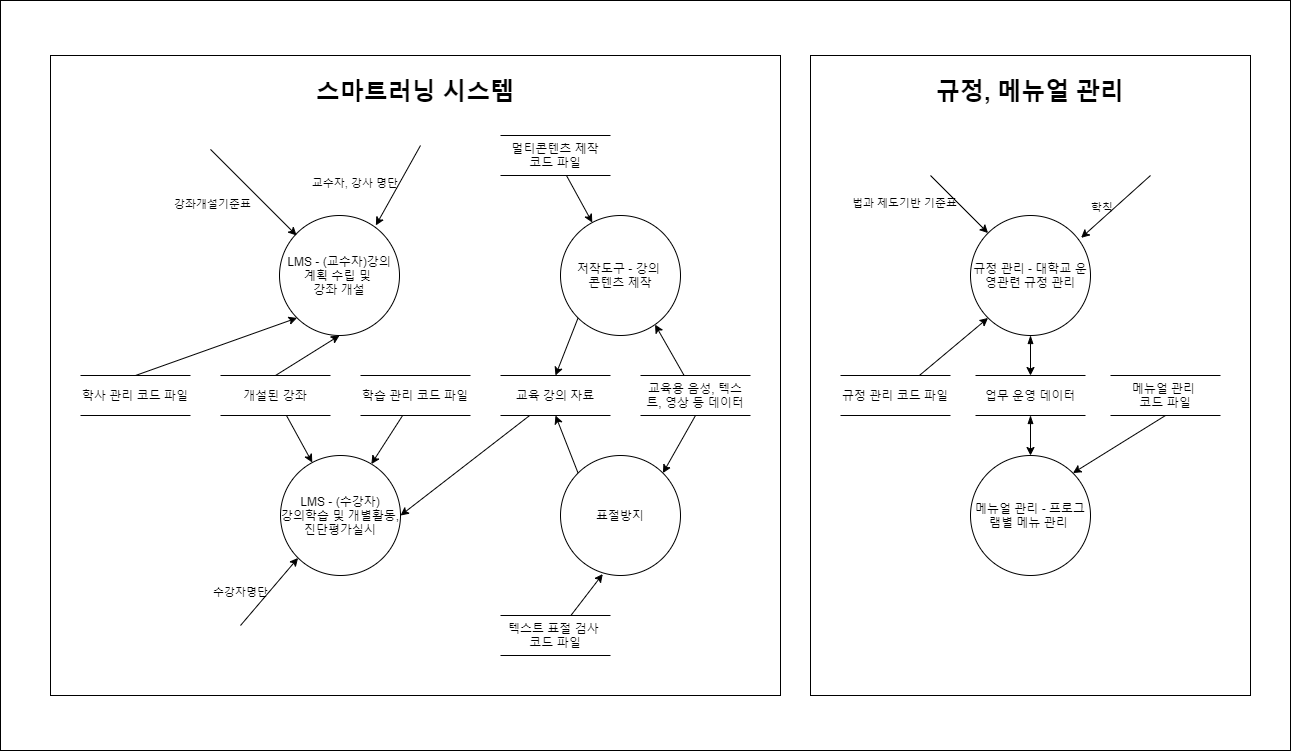 스마트러닝 시스템
규정, 메뉴얼 관리
멀티콘텐츠 제작
코드 파일
교수자, 강사 명단
강좌개설기준표
법과 제도기반 기준표
학칙
LMS - (교수자)강의
계획 수립 및
강좌 개설
저작도구 - 강의
콘텐츠 제작
규정 관리 - 대학교 운
영관련 규정 관리
학사 관리 코드 파일
개설된 강좌
학습 관리 코드 파일
교육 강의 자료
교육용 음성, 텍스
트, 영상 등 데이터
규정 관리 코드 파일
업무 운영 데이터
메뉴얼 관리
코드 파일
LMS - (수강자)
강의학습 및 개별활동,
진단평가실시
표절방지
메뉴얼 관리 - 프로그
램별 메뉴 관리
수강자명단
텍스트 표절 검사
코드 파일